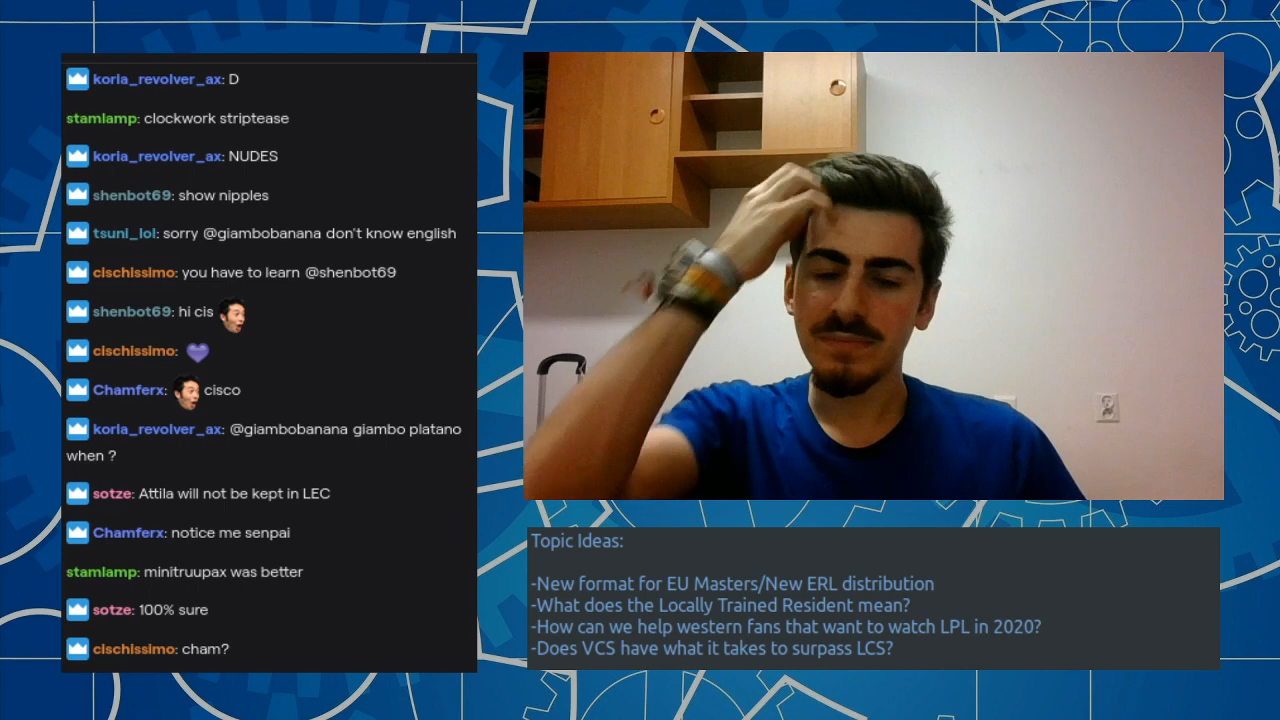 korla_revolver_ax: D
stamlamp: clockwork striptease
korla_revolver_ax: NUDES
shenbot69: show nipples
tsunl_lol: sorry @giambobanana don't know english
cischissimo: you have to learn @shenbot69
shenbot69: hi cis
cischissimo:
Chamferx: cisco
korla_revolver_ax: @giambobanana giambo platano
when ?
sotze: Attila will not be kept in LEC
Chamferx: notice me senpai
stamlamp: minitruupax was better
sotze: 100% sure
cischissimo: cham?
Topic Ideas:
-New format for EU Masters/New ERL distribution
-What does the Locally Trained Resident mean?
-How can we help western fans that want to watch LPL in 2020?
-Does VCS have what it takes to surpass LCS?